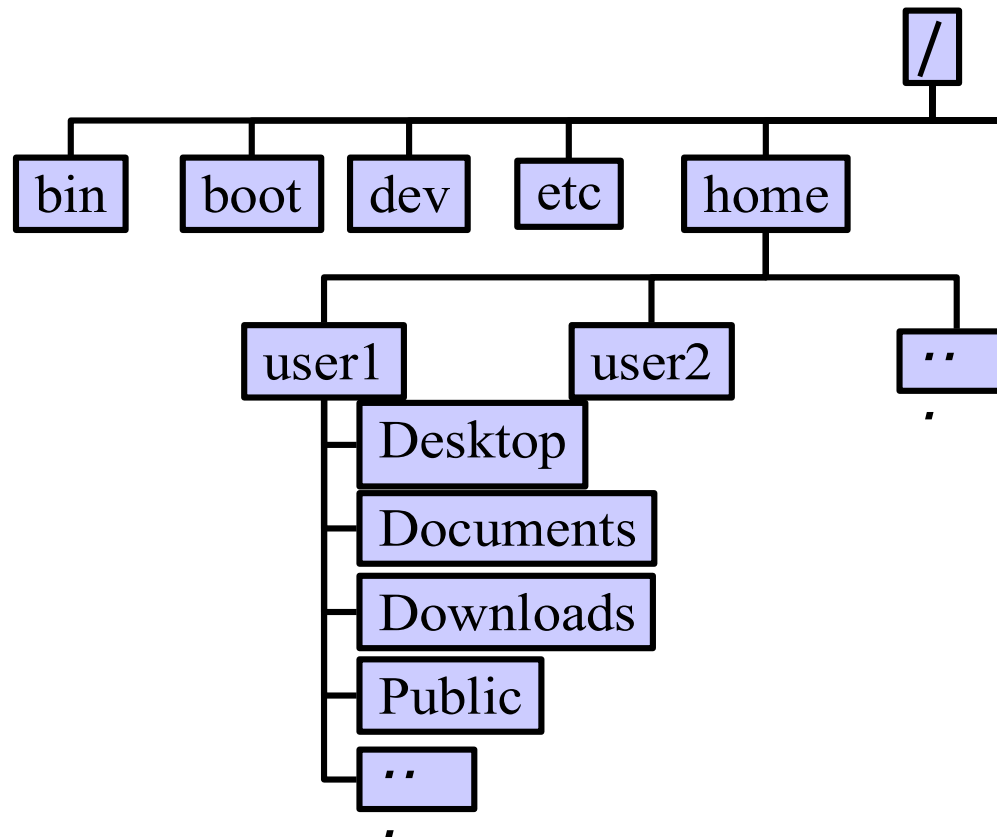 /
bin boot dev etc home
user1 user2 ...
Desktop
Documents
Downloads
Public
...